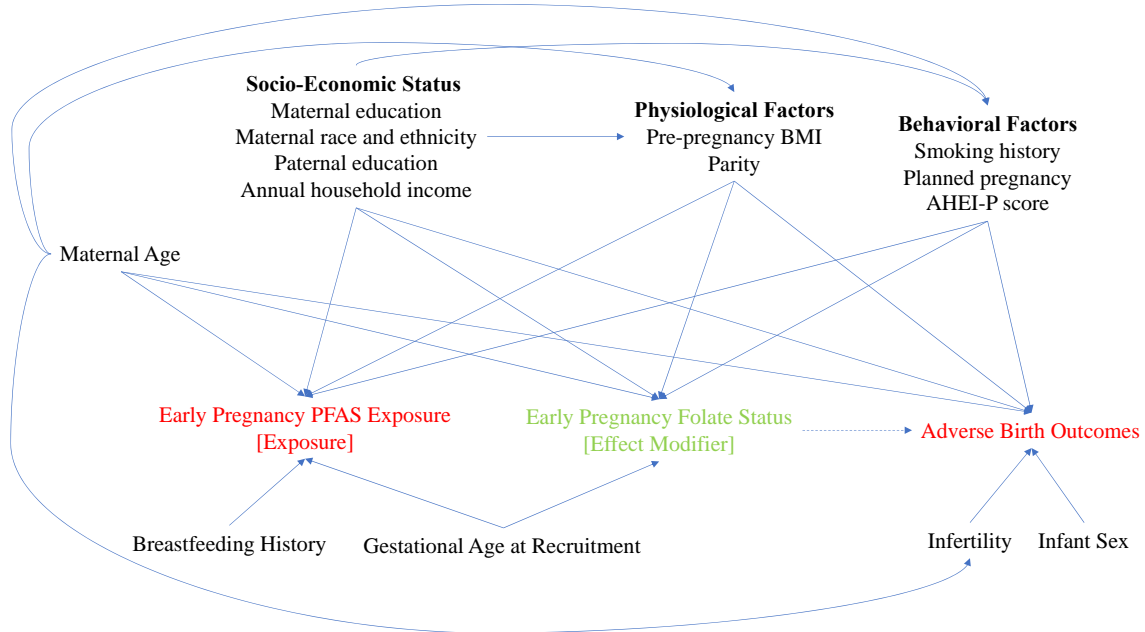 Socio-Economic Status
Maternal education
Maternal race and ethnicity
Paternal education
Annual household income
Physiological Factors
Pre-pregnancy BMI
Parity
Behavioral Factors
Smoking history
Planned pregnancy
AHEI-P score
Maternal Age
Early Pregnancy PFAS Exposure
[Exposure]
Early Pregnancy Folate Status
[Effect Modifier]
Adverse Birth Outcomes
Breastfeeding History
Gestational Age at Recruitment
Infertility
Infant Sex